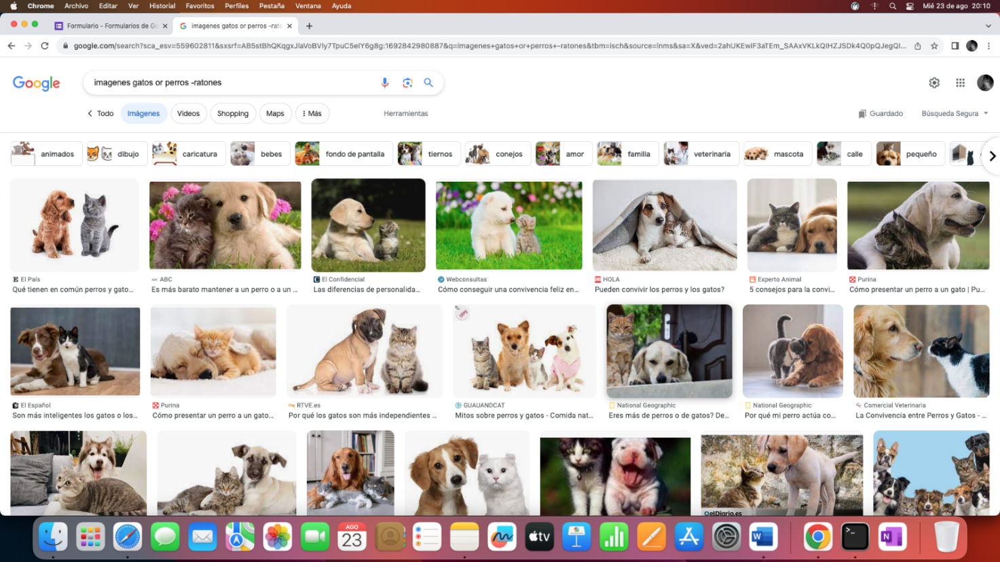 Chrome Archivo Editar Ver Historial Favoritos Perfiles Pestaña Ventana Ayuda Mié 23 de ago 20:10
Formulario - Formularios de Go imagenes gatos or perros -rato
google.com/search?sca_esv=559602811&sxsrf=AB5stBhQKqgxJlaVoBVly7TpuC5eIY6g8g:1692842980887&q=imagenes+gatos+or+perros+-ratones&tbm=isch&source=lnms&sa=X&ved=2ahUKEwiF3aTEm_SAAxVKLkQIHZJSDk4Q0pQJegQI...
Google
imagenes gatos or perros -ratones
Todo Imágenes Videos Shopping Maps Más Herramientas Guardado Búsqueda Segura
animados dibujo caricatura bebes fondo de pantalla tiernos conejos amor familia veterinaria mascota calle pequeño
El País ABC El Confidencial Webconsultas HOLA Experto Animal Purina
Qué tienen en común perros y gato... Es más barato mantener a un perro o a un ... Las diferencias de personalida... Cómo conseguir una convivencia feliz en... Pueden convivir los perros y los gatos? 5 consejos para la convi... Cómo presentar un perro a un gato | Pu...
El Español Purina RTVE.es GUAUANDCAT National Geographic National Geographic Comercial Veterinaria
Son más inteligentes los gatos o los... Cómo presentar un perro a un gato... Por qué los gatos son más independientes ... Mitos sobre perros y gatos - Comida nat... Eres más de perros o de gatos? De... Por qué mi perro actúa co... La Convivencia entre Perros y Gatos - ...
elDiario.es
AGO
23
tv
W
N